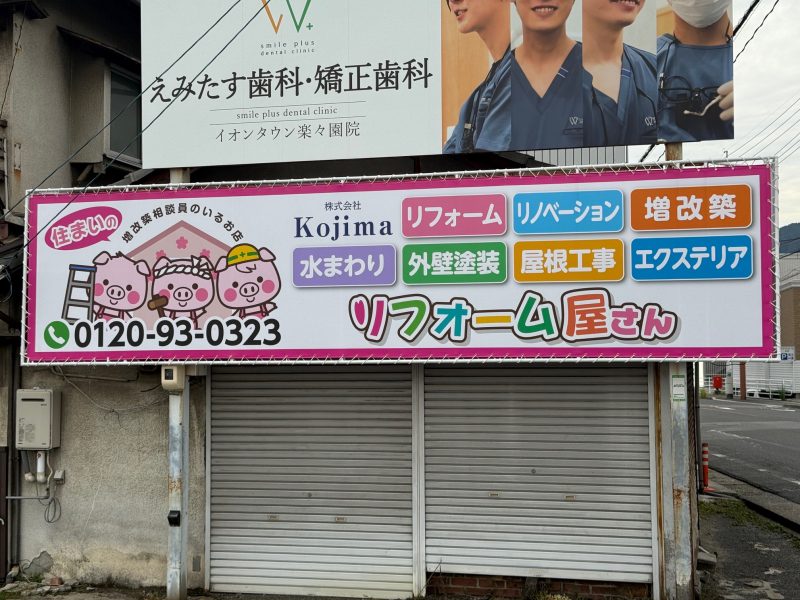 smile plus
dental clinic
えみたす歯科・矯正歯科
smile plus dental clinic
イオンタウン楽々園院
住まいの
増改築相談員のいるお店
0120-93-0323
株式会社
Kojima
リフォーム
リノベーション
増改築
水まわり
外壁塗装
屋根工事
エクステリア
リフォーム屋さん